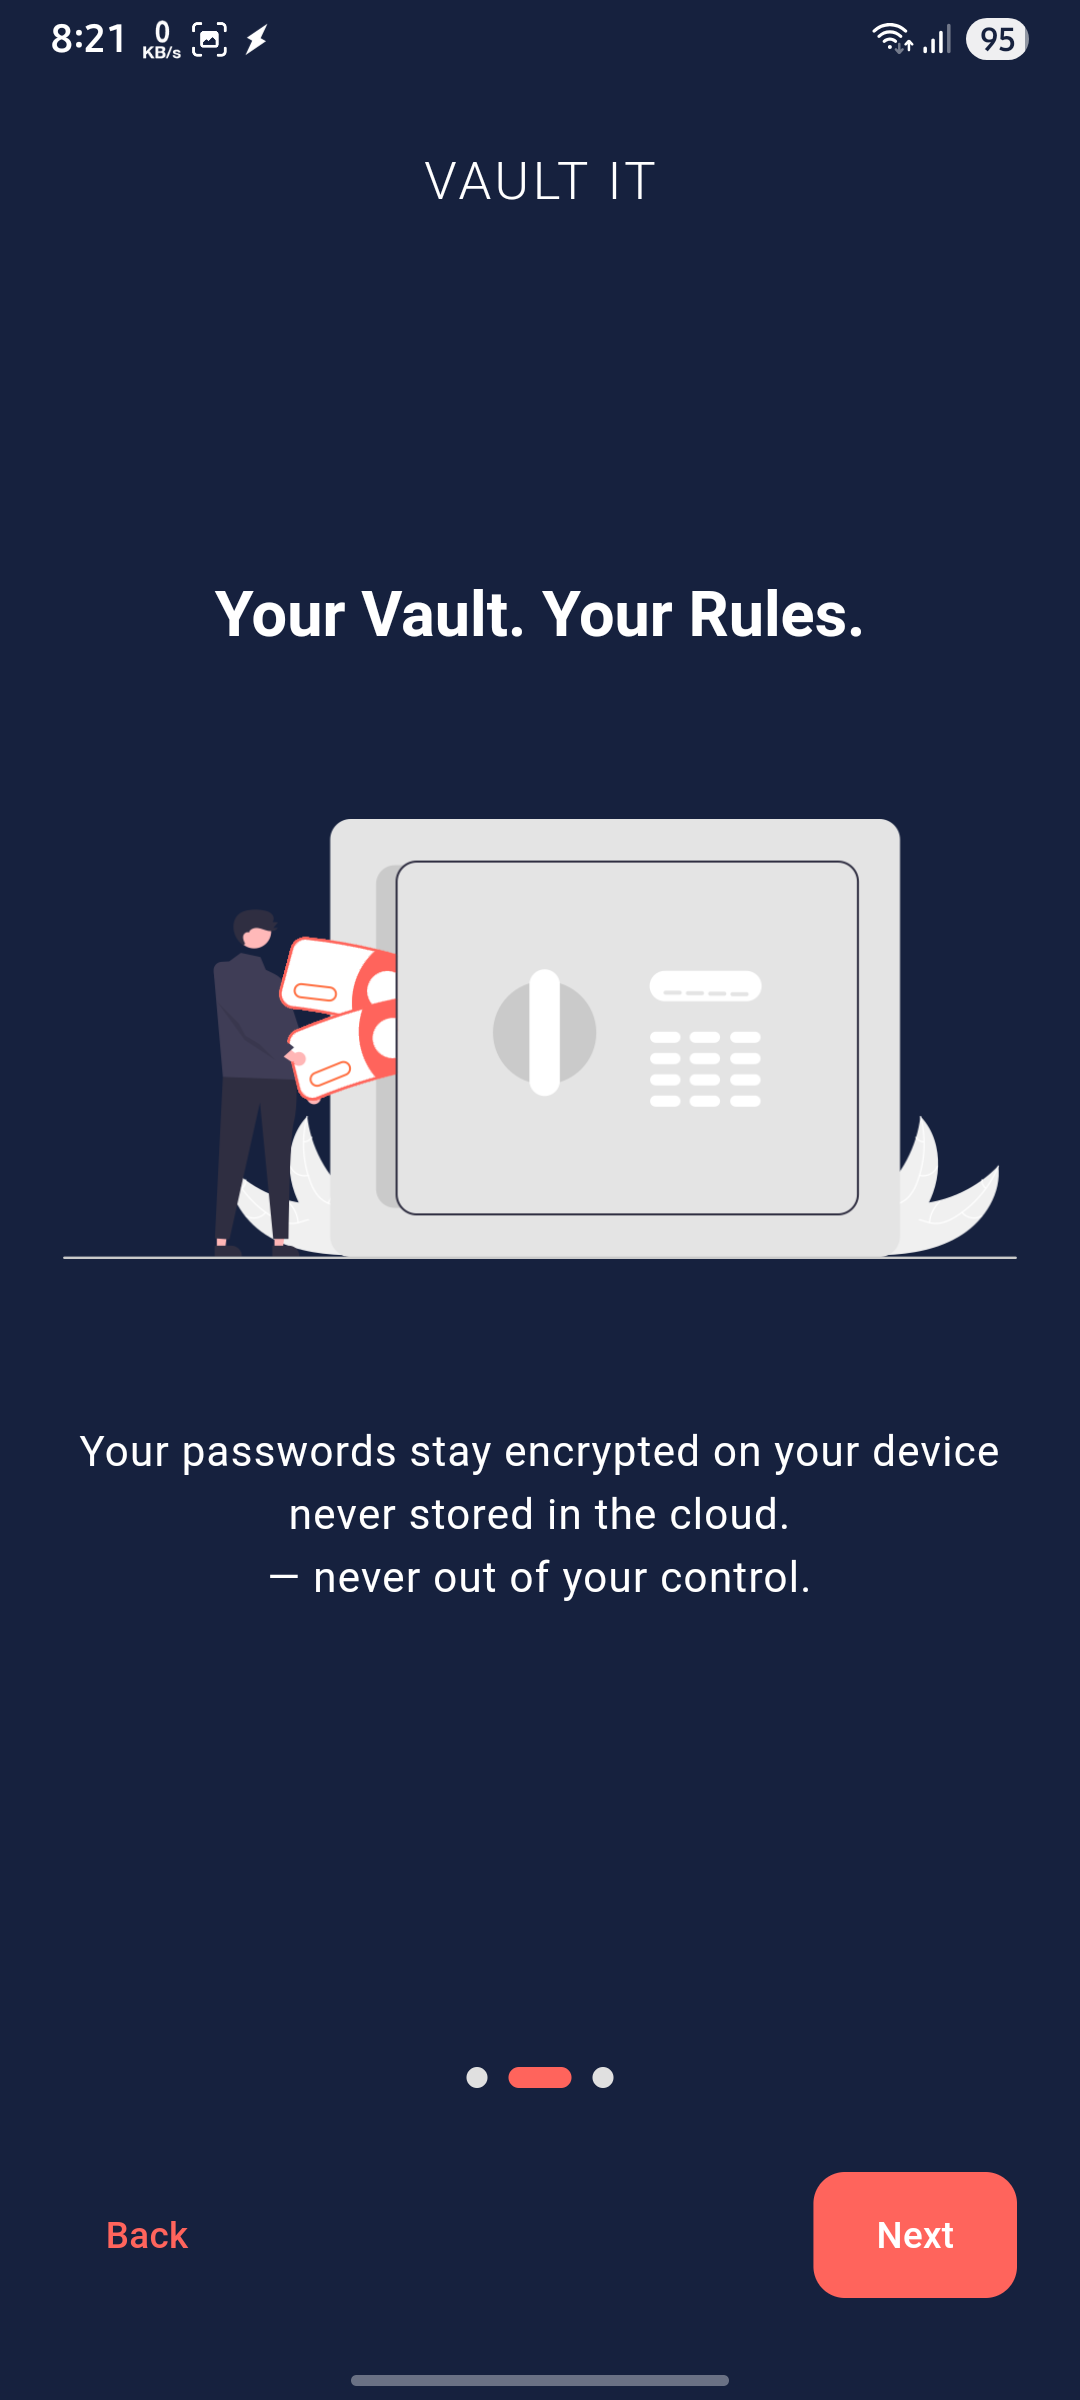 8:21 0 KB/s 95
VAULT IT
Your Vault. Your Rules.
Your passwords stay encrypted on your device
never stored in the cloud.
— never out of your control.
Back Next